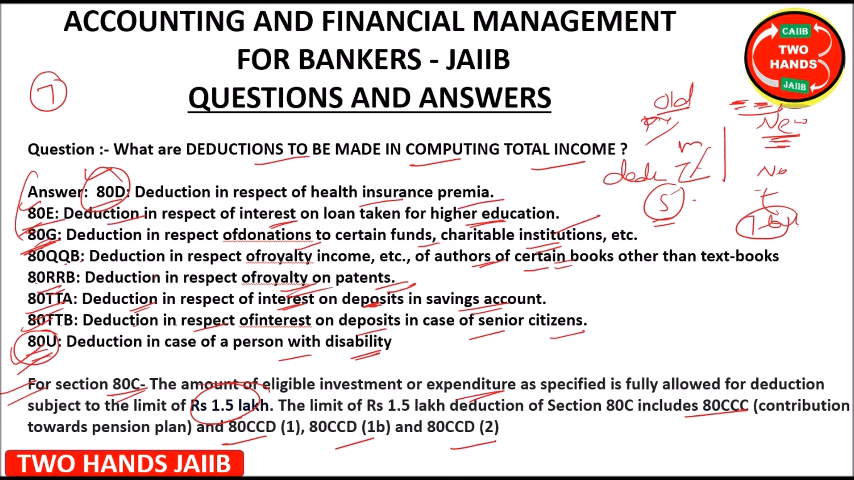 ACCOUNTING AND FINANCIAL MANAGEMENT
FOR BANKERS - JAIIB
QUESTIONS AND ANSWERS
CAIIB
TWO
HANDS
JAIIB
7
Old
New
No
5
Question :- What are DEDUCTIONS TO BE MADE IN COMPUTING TOTAL INCOME ?
Answer: 80D: Deduction in respect of health insurance premia.
80E: Deduction in respect of interest on loan taken for higher education.
80G: Deduction in respect ofdonations to certain funds, charitable institutions, etc.
80QQB: Deduction in respect ofroyalty income, etc., of authors of certain books other than text-books
80RRB: Deduction in respect ofroyalty on patents.
80TTA: Deduction in respect of interest on deposits in savings account.
80TTB: Deduction in respect ofinterest on deposits in case of senior citizens.
80U: Deduction in case of a person with disability
For section 80C- The amount of eligible investment or expenditure as specified is fully allowed for deduction
subject to the limit of Rs 1.5 lakh. The limit of Rs 1.5 lakh deduction of Section 80C includes 80CCC (contribution
towards pension plan) and 80CCD (1), 80CCD (1b) and 80CCD (2)
TWO HANDS JAIIB